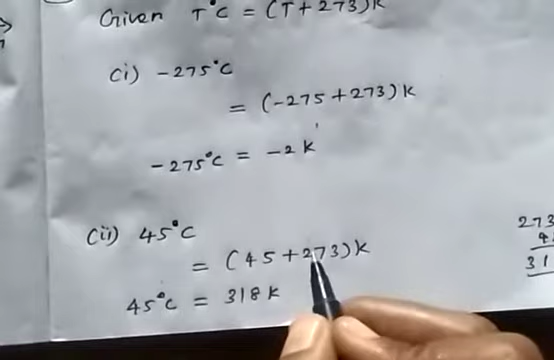 Given T°C = (T+273)K
(i) -275°C
= (-275+273)K
-275°C = -2 K
(ii) 45°C
= (45+273)K
45°C = 318 K
273
4
31